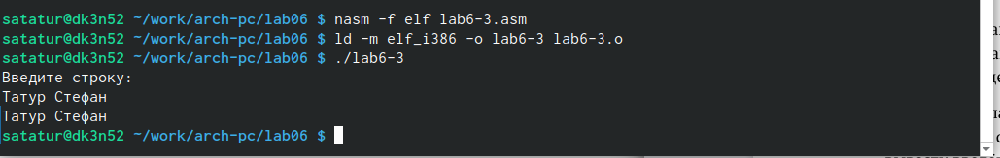 satatur@dk3n52 ~/work/arch-pc/lab06 $ nasm -f elf lab6-3.asm
satatur@dk3n52 ~/work/arch-pc/lab06 $ ld -m elf_i386 -o lab6-3 lab6-3.o
satatur@dk3n52 ~/work/arch-pc/lab06 $ ./lab6-3
Введите строку:
Татур Стефан
Татур Стефан
satatur@dk3n52 ~/work/arch-pc/lab06 $